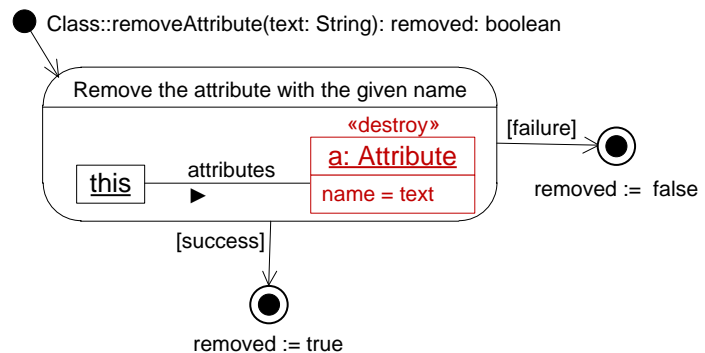 Class::removeAttribute(text: String): removed: boolean
Remove the attribute with the given name
«destroy»
[failure]
a: Attribute
attributes
this
name = text
removed := false
[success]
removed := true